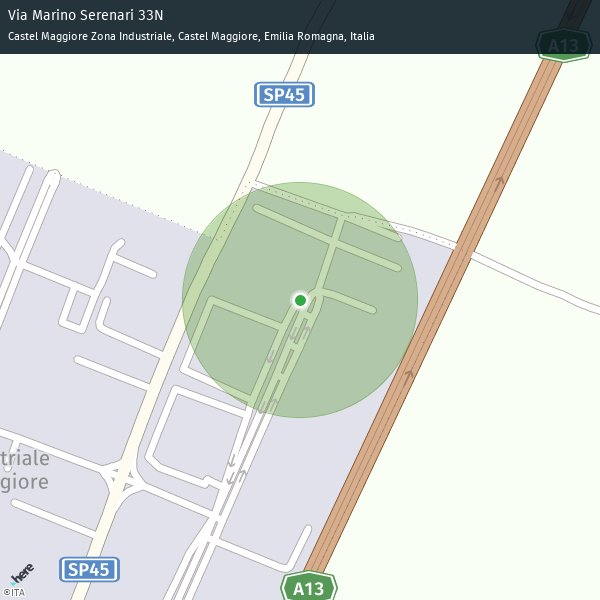 Via Marino Serenari 33N
Castel Maggiore Zona Industriale, Castel Maggiore, Emilia Romagna, Italia
A13
SP45
triale
giore
SP45
A13
here
©ITA